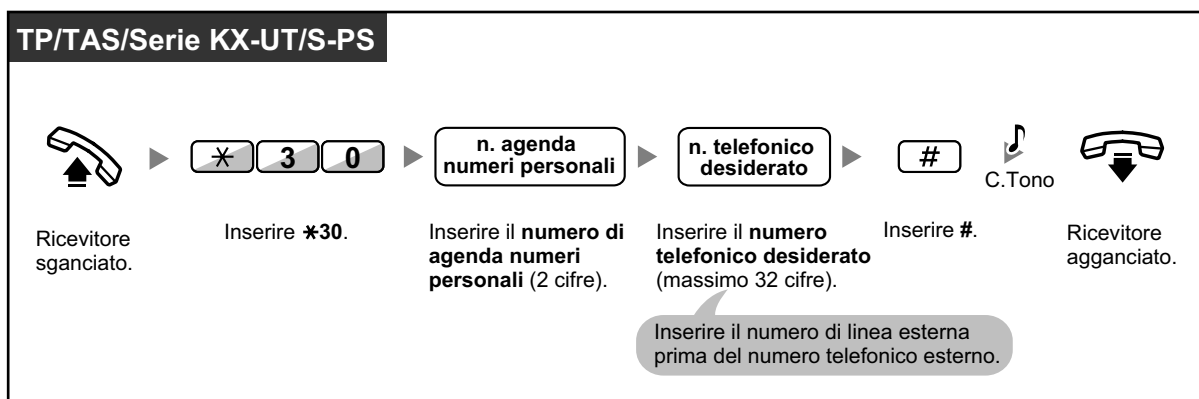 TP/TAS/Serie KX-UT/S-PS
✳ 3 0
n. agenda
numeri personali
n. telefonico
desiderato
#
C.Tono
Ricevitore
sganciato.
Inserire ✳30.
Inserire il numero di
agenda numeri
personali (2 cifre).
Inserire il numero
telefonico desiderato
(massimo 32 cifre).
Inserire #.
Ricevitore
agganciato.
Inserire il numero di linea esterna
prima del numero telefonico esterno.